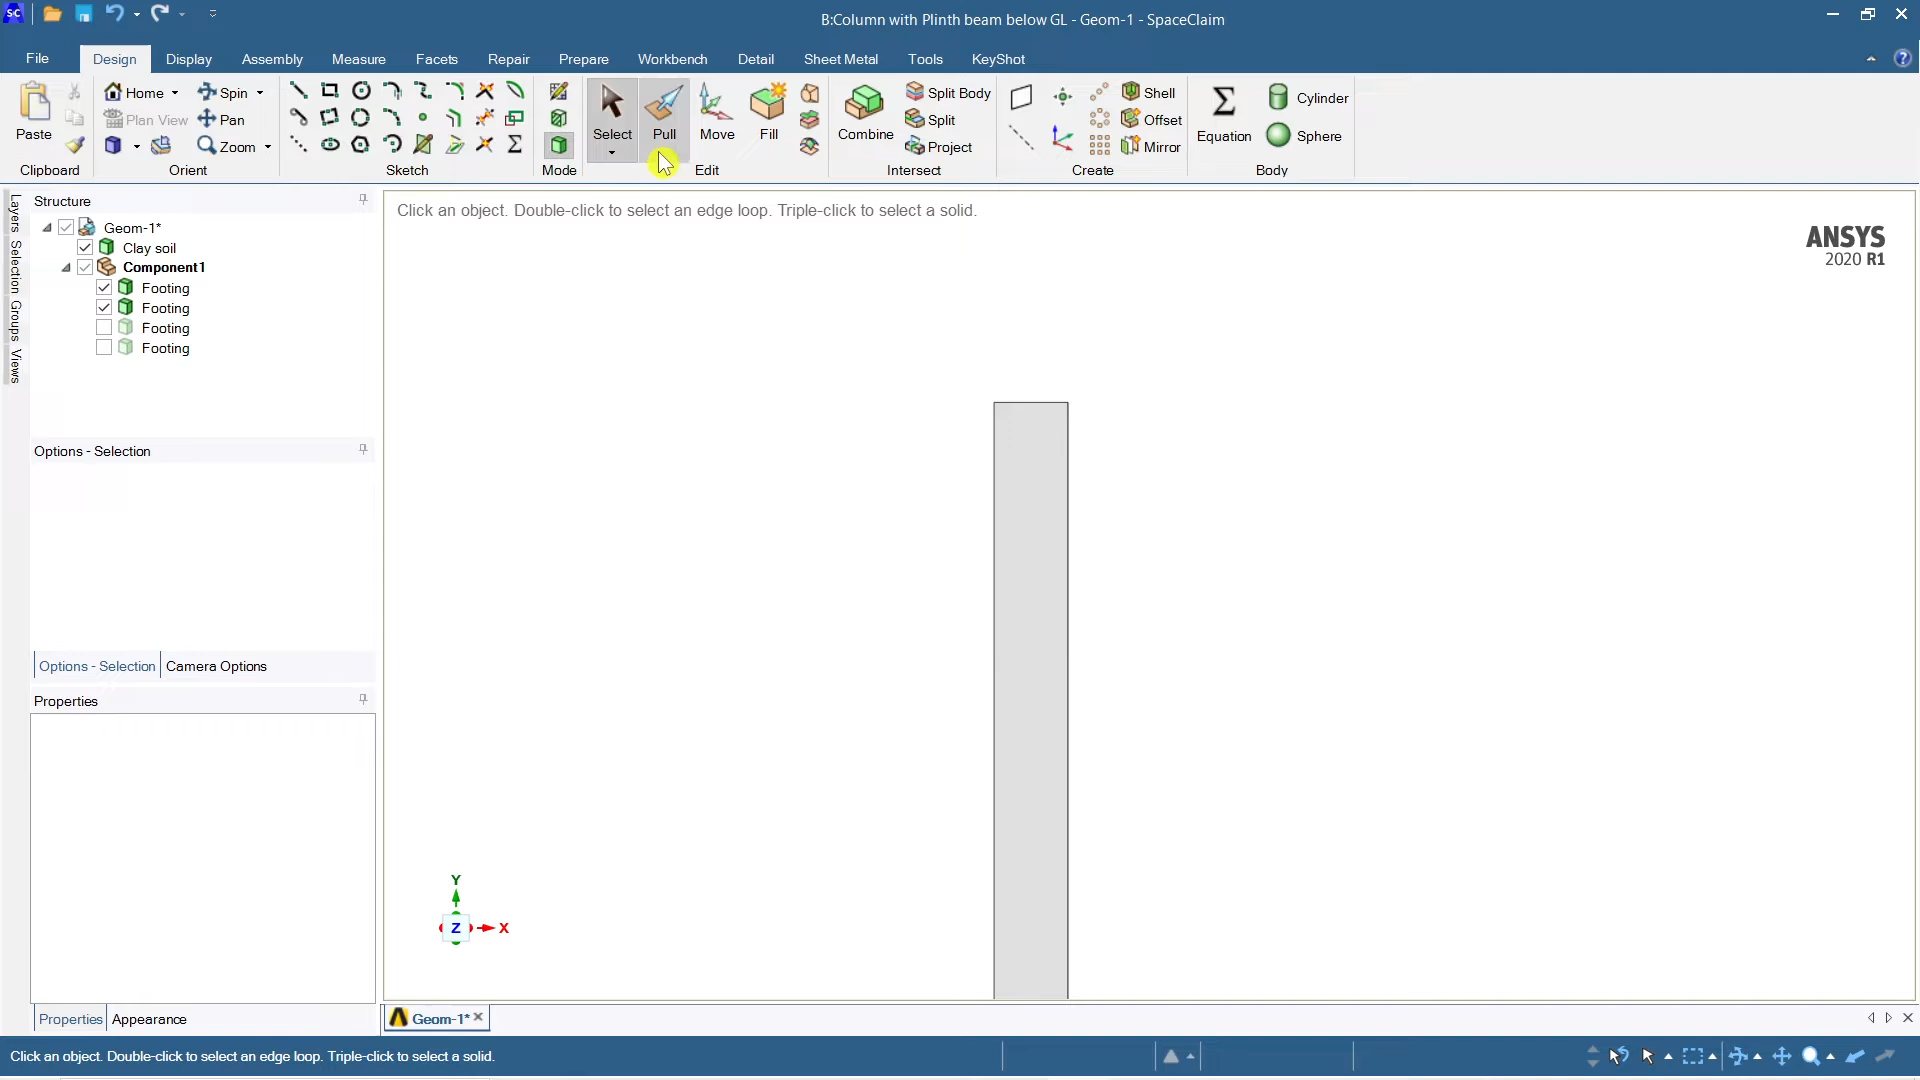 SC
B:Column with Plinth beam below GL - Geom-1 - SpaceClaim
File Design Display Assembly Measure Facets Repair Prepare Workbench Detail Sheet Metal Tools KeyShot
Paste
Clipboard
Home Spin
Plan View Pan
Zoom
Orient
Sketch
Mode
Select Pull Move Fill
Edit
Combine
Split Body
Split
Project
Intersect
Shell
Offset
Mirror
Create
Equation
Cylinder
Sphere
Body
Layers Selection Groups Views
Structure
Geom-1*
Clay soil
Component1
Footing
Footing
Footing
Footing
Options - Selection
Options - Selection Camera Options
Properties
Properties Appearance
Click an object. Double-click to select an edge loop. Triple-click to select a solid.
ANSYS
2020 R1
Y
Z X
Geom-1*
Click an object. Double-click to select an edge loop. Triple-click to select a solid.